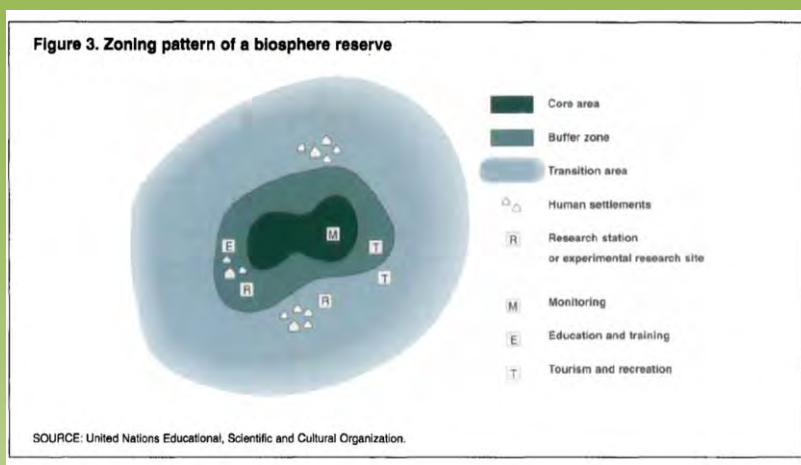 Figure 3. Zoning pattern of a biosphere reserve
Core area
Buffer zone
Transition area
Human settlements
R Research station
or experimental research site
M Monitoring
E Education and training
T Tourism and recreation
M
E
T
T
R
R
SOURCE: United Nations Educational, Scientific and Cultural Organization.